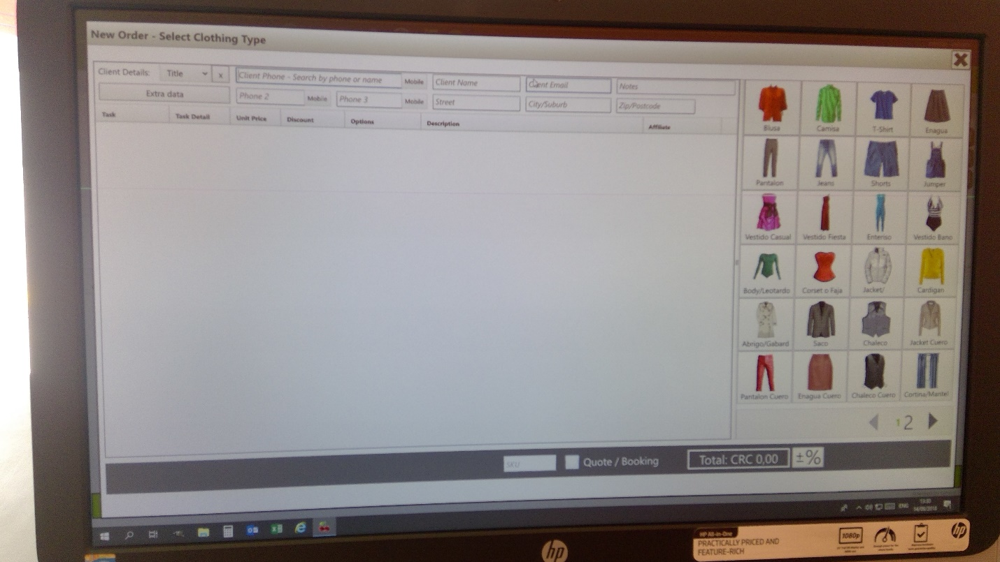 New Order - Select Clothing Type
Client Details: Title x Client Phone - Search by phone or name Mobile Client Name Client Email Notes
Extra data Phone 2 Mobile Phone 3 Mobile Street City/Suburb Zip/Postcode
Task Task Detail Unit Price Discount Options Description Affiliate
Blusa Camisa T-Shirt Enagua
Pantalon Jeans Shorts Jumper
Vestido Casual Vestido Fiesta Enteriso Vestido Bano
Body/Leotardo Corset o Faja Jacket/ Cardigan
Abrigo/Gabard Saco Chaleco Jacket Cuero
Pantalon Cuero Enagua Cuero Chaleco Cuero Cortina/Mantel
1 2
SKU Quote / Booking Total: CRC 0,00 ±%
ENG
HP All-in-One
PRACTICALLY PRICED AND
FEATURE-RICH
1080p
hp
hp